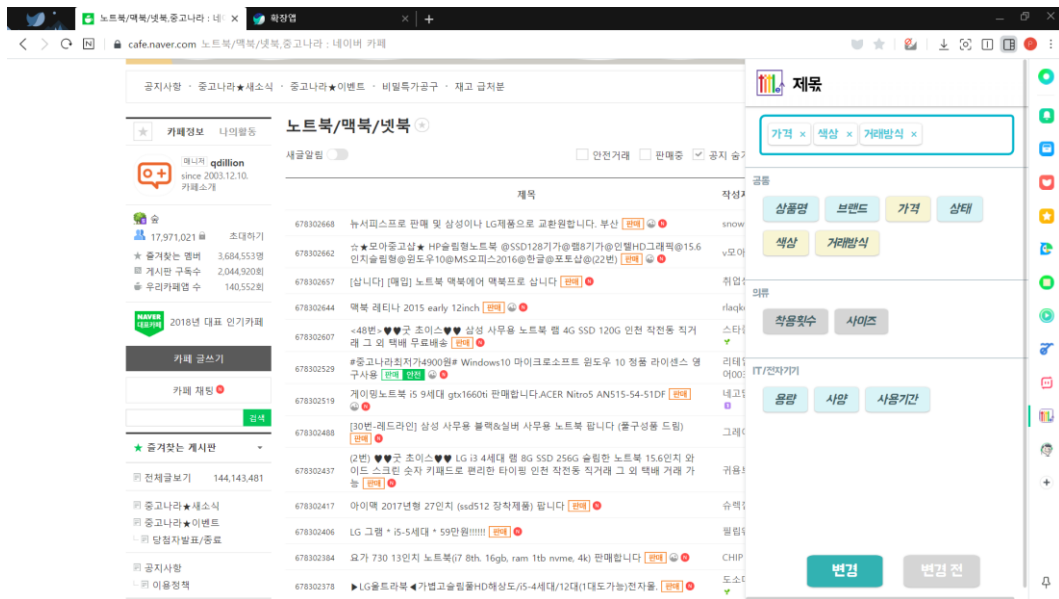 노트북/맥북/넷북,중고나라 : 네
확장앱
cafe.naver.com 노트북/맥북/넷북,중고나라 : 네이버 카페
공지사항 · 중고나라★새소식 · 중고나라★이벤트 · 비밀특가공구 · 재고 급처분
카페정보 나의활동
매니저 qdillion
since 2003.12.10.
카페소개
숲
17,971,021 초대하기
즐겨찾는 멤버 3,684,553명
게시판 구독수 2,044,920회
우리카페앱 수 140,552회
NAVER 대표카페 2018년 대표 인기카페
카페 글쓰기
카페 채팅
검색
★ 즐겨찾는 게시판
전체글보기 144,143,481
중고나라★새소식
중고나라★이벤트
당첨자발표/종료
공지사항
이용정책
노트북/맥북/넷북
새글알림
안전거래 판매중 공지 숨기
제목 작성자
678302668 뉴서피스프로 판매 및 삼성이나 LG제품으로 교환원합니다. 부산 판매 snow
678302662 ☆★모아중고샵★ HP슬림형노트북 @SSD128기가@램8기가@인텔HD그래픽@15.6
인치슬림형@윈도우10@MS오피스2016@한글@포토샵@(22번) 판매 v모아
678302657 [삽니다] [매입] 노트북 맥북에어 맥북프로 삽니다 판매 취업성
678302644 맥북 레티나 2015 early 12inch 판매 rlaqk
678302607 <48번>♥♥굿 초이스♥♥ 삼성 사무용 노트북 램 4G SSD 120G 인천 작전동 직거
래 그 외 택배 무료배송 판매
678302529 #중고나라최저가4900원# Windows10 마이크로소프트 윈도우 10 정품 라이센스 영
구사용 판매 안전 리테일
어003
678302519 게이밍노트북 i5 9세대 gtx1660ti 판매합니다.ACER Nitro5 AN515-54-51DF 판매
678302488 [30번-레드라인] 삼성 사무용 블랙&실버 사무용 노트북 팝니다 (풀구성품 드림)
판매 그레
678302437 (2번) ♥♥굿 초이스♥♥ LG i3 4세대 램 8G SSD 256G 슬림한 노트북 15.6인치 와
이드 스크린 숫자 키패드로 편리한 타이핑 인천 작전동 직거래 그 외 택배 거래 가
능 판매 귀욤
678302417 아이맥 2017년형 27인치 (ssd512 장착제품) 팝니다 판매 슈렉
678302406 LG 그램 * i5-5세대 * 59만원!!!!!! 판매 필립
678302384 요가 730 13인치 노트북(i7 8th, 16gb, ram 1tb nvme, 4k) 판매합니다 판매 CHIP
678302378 ▶LG울트라북◀가볍고슬림풀HD해상도/i5-4세대/12대(1대도가능)전자몰. 판매 도소
제목
가격 × 색상 × 거래방식 ×
공통
상품명 브랜드 가격 상태
색상 거래방식
의류
착용횟수 사이즈
IT/전자기기
용량 사양 사용기간
변경 변경 전